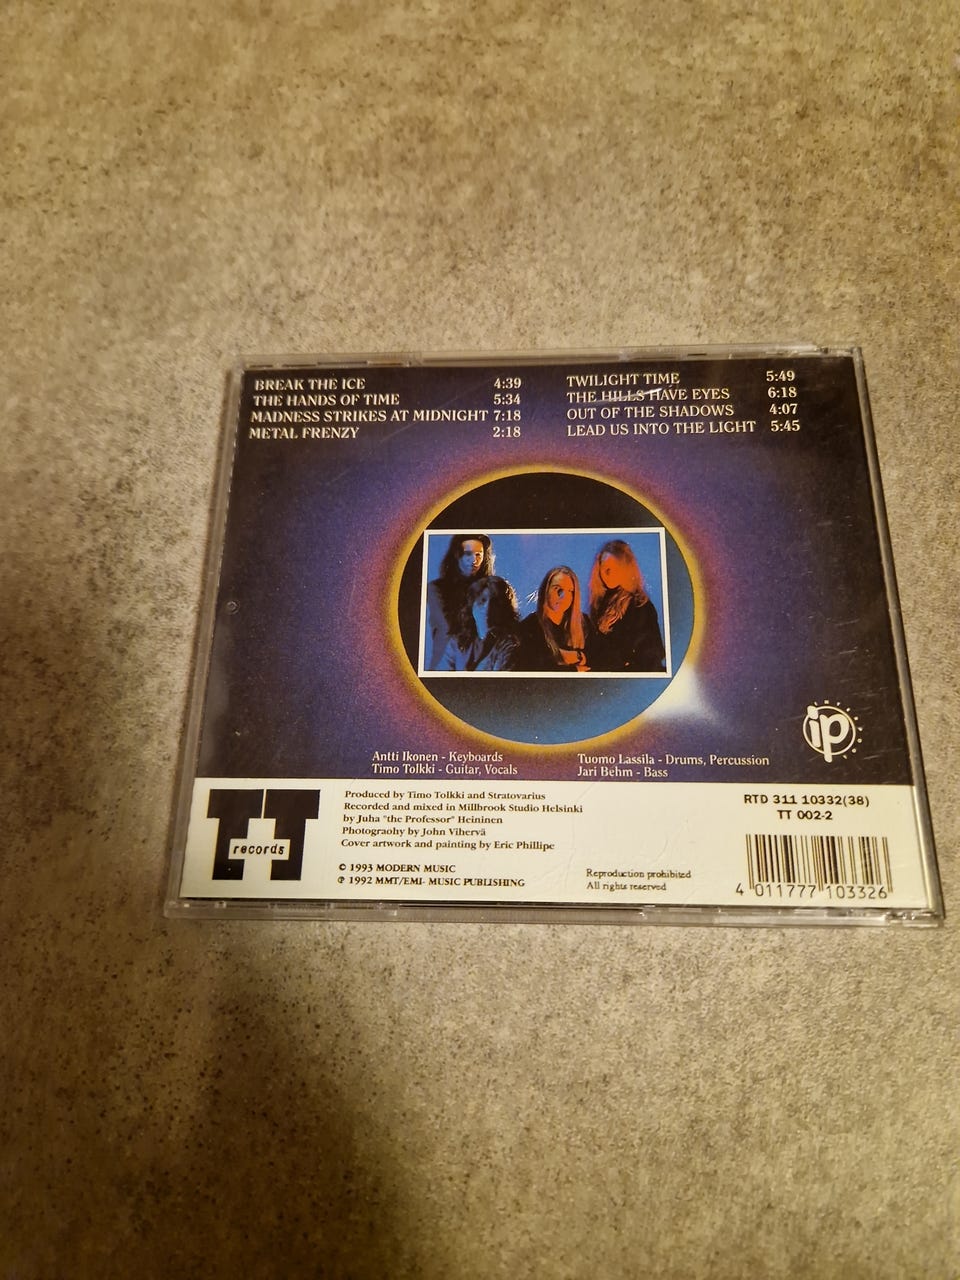 BREAK THE ICE 4:39
THE HANDS OF TIME 5:34
MADNESS STRIKES AT MIDNIGHT 7:18
METAL FRENZY 2:18
TWILIGHT TIME 5:49
THE HILLS HAVE EYES 6:18
OUT OF THE SHADOWS 4:07
LEAD US INTO THE LIGHT 5:45
ip
Antti Ikonen - Keyboards
Timo Tolkki - Guitar, Vocals
Tuomo Lassila - Drums, Percussion
Jari Behm - Bass
TT
records
Produced by Timo Tolkki and Stratovarius
Recorded and mixed in Millbrook Studio Helsinki
by Juha "the Professor" Heininen
Photograohy by John Vihervä
Cover artwork and painting by Eric Phillipe
© 1993 MODERN MUSIC
℗ 1992 MMT/EMI- MUSIC PUBLISHING
Reproduction prohibited
All rights reserved
RTD 311 10332(38)
TT 002-2
4 011777 103326